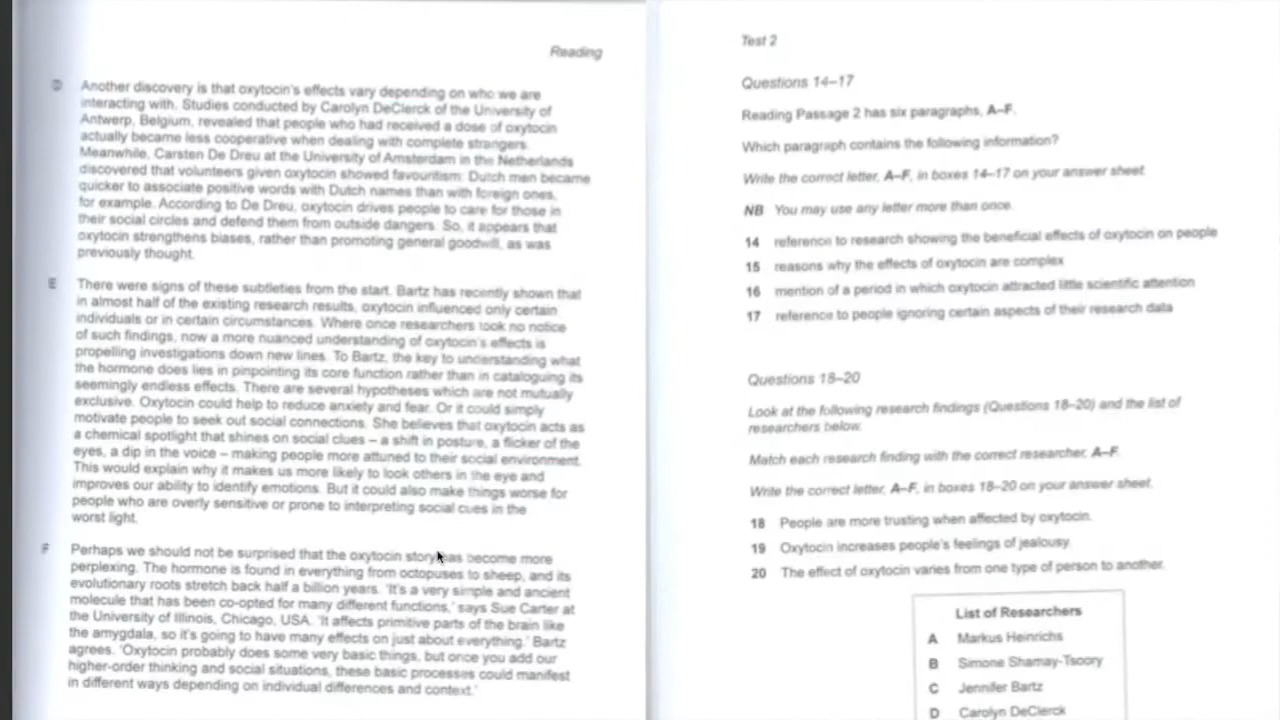 Reading
D Another discovery is that oxytocin's effects vary depending on who we are
interacting with. Studies conducted by Carolyn DeClerck of the University of
Antwerp, Belgium, revealed that people who had received a dose of oxytocin
actually became less cooperative when dealing with complete strangers.
Meanwhile, Carsten De Dreu at the University of Amsterdam in the Netherlands
discovered that volunteers given oxytocin showed favouritism: Dutch men became
quicker to associate positive words with Dutch names than with foreign ones,
for example. According to De Dreu, oxytocin drives people to care for those in
their social circles and defend them from outside dangers. So, it appears that
oxytocin strengthens biases, rather than promoting general goodwill, as was
previously thought.
E There were signs of these subtleties from the start. Bartz has recently shown that
in almost half of the existing research results, oxytocin influenced only certain
individuals or in certain circumstances. Where once researchers took no notice
of such findings, now a more nuanced understanding of oxytocin's effects is
propelling investigations down new lines. To Bartz, the key to understanding what
the hormone does lies in pinpointing its core function rather than in cataloguing its
seemingly endless effects. There are several hypotheses which are not mutually
exclusive. Oxytocin could help to reduce anxiety and fear. Or it could simply
motivate people to seek out social connections. She believes that oxytocin acts as
a chemical spotlight that shines on social clues – a shift in posture, a flicker of the
eyes, a dip in the voice – making people more attuned to their social environment.
This would explain why it makes us more likely to look others in the eye and
improves our ability to identify emotions. But it could also make things worse for
people who are overly sensitive or prone to interpreting social cues in the
worst light.
F Perhaps we should not be surprised that the oxytocin story has become more
perplexing. The hormone is found in everything from octopuses to sheep, and its
evolutionary roots stretch back half a billion years. 'It's a very simple and ancient
molecule that has been co-opted for many different functions,' says Sue Carter at
the University of Illinois, Chicago, USA. 'It affects primitive parts of the brain like
the amygdala, so it's going to have many effects on just about everything.' Bartz
agrees. 'Oxytocin probably does some very basic things, but once you add our
higher-order thinking and social situations, these basic processes could manifest
in different ways depending on individual differences and context.'
Test 2
Questions 14–17
Reading Passage 2 has six paragraphs, A–F.
Which paragraph contains the following information?
Write the correct letter, A–F, in boxes 14–17 on your answer sheet.
NB You may use any letter more than once.
14 reference to research showing the beneficial effects of oxytocin on people
15 reasons why the effects of oxytocin are complex
16 mention of a period in which oxytocin attracted little scientific attention
17 reference to people ignoring certain aspects of their research data
Questions 18–20
Look at the following research findings (Questions 18–20) and the list of
researchers below.
Match each research finding with the correct researcher, A–F.
Write the correct letter, A–F, in boxes 18–20 on your answer sheet.
18 People are more trusting when affected by oxytocin.
19 Oxytocin increases people's feelings of jealousy.
20 The effect of oxytocin varies from one type of person to another.
List of Researchers
A Markus Heinrichs
B Simone Shamay-Tsoory
C Jennifer Bartz
D Carolyn DeClerck